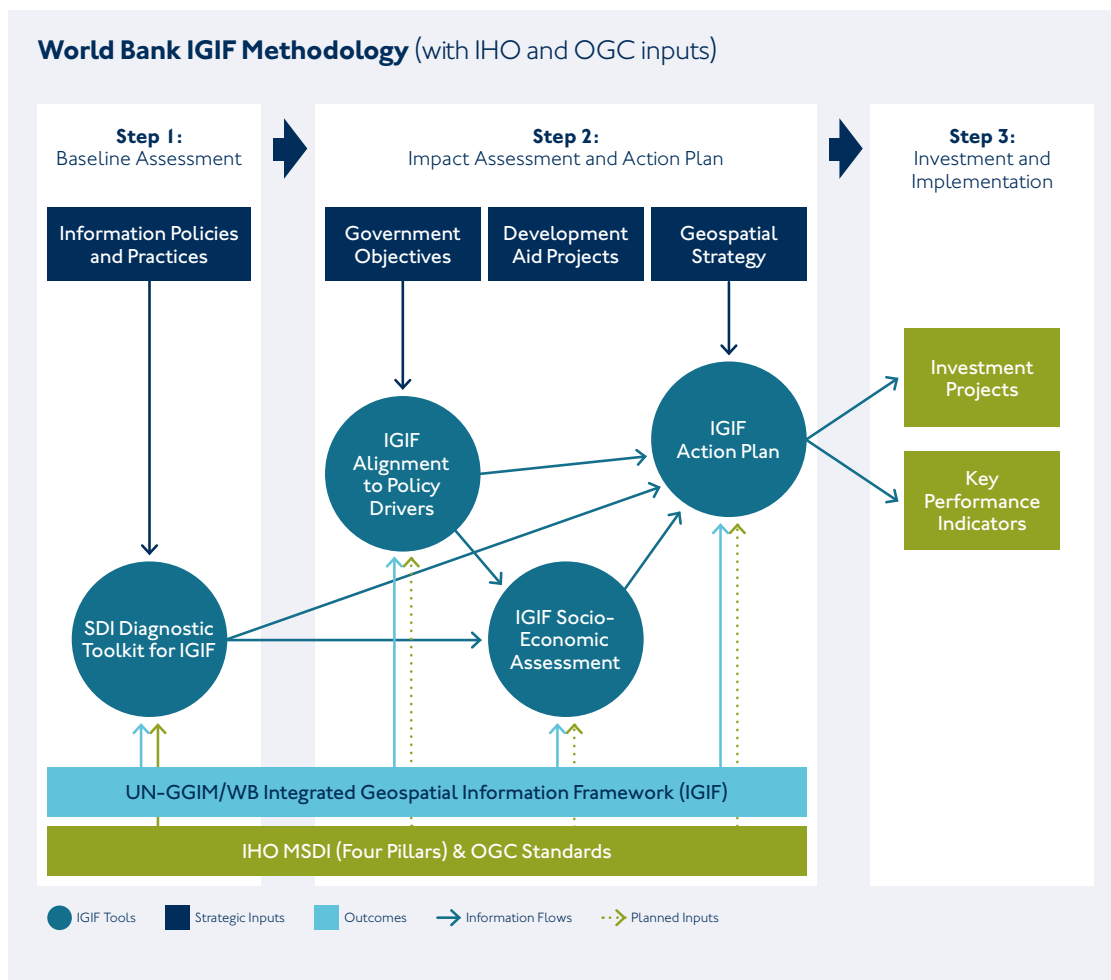 World Bank IGIF Methodology (with IHO and OGC inputs)
Step 1:
Baseline Assessment
Step 2:
Impact Assessment and Action Plan
Step 3:
Investment and
Implementation
Information Policies
and Practices
Government
Objectives
Development
Aid Projects
Geospatial
Strategy
Investment
Projects
IGIF
Action Plan
IGIF
Alignment
to Policy
Drivers
Key
Performance
Indicators
SDI Diagnostic
Toolkit for IGIF
IGIF Socio-
Economic
Assessment
UN-GGIM/WB Integrated Geospatial Information Framework (IGIF)
IHO MSDI (Four Pillars) & OGC Standards
IGIF Tools
Strategic Inputs
Outcomes
Information Flows
Planned Inputs